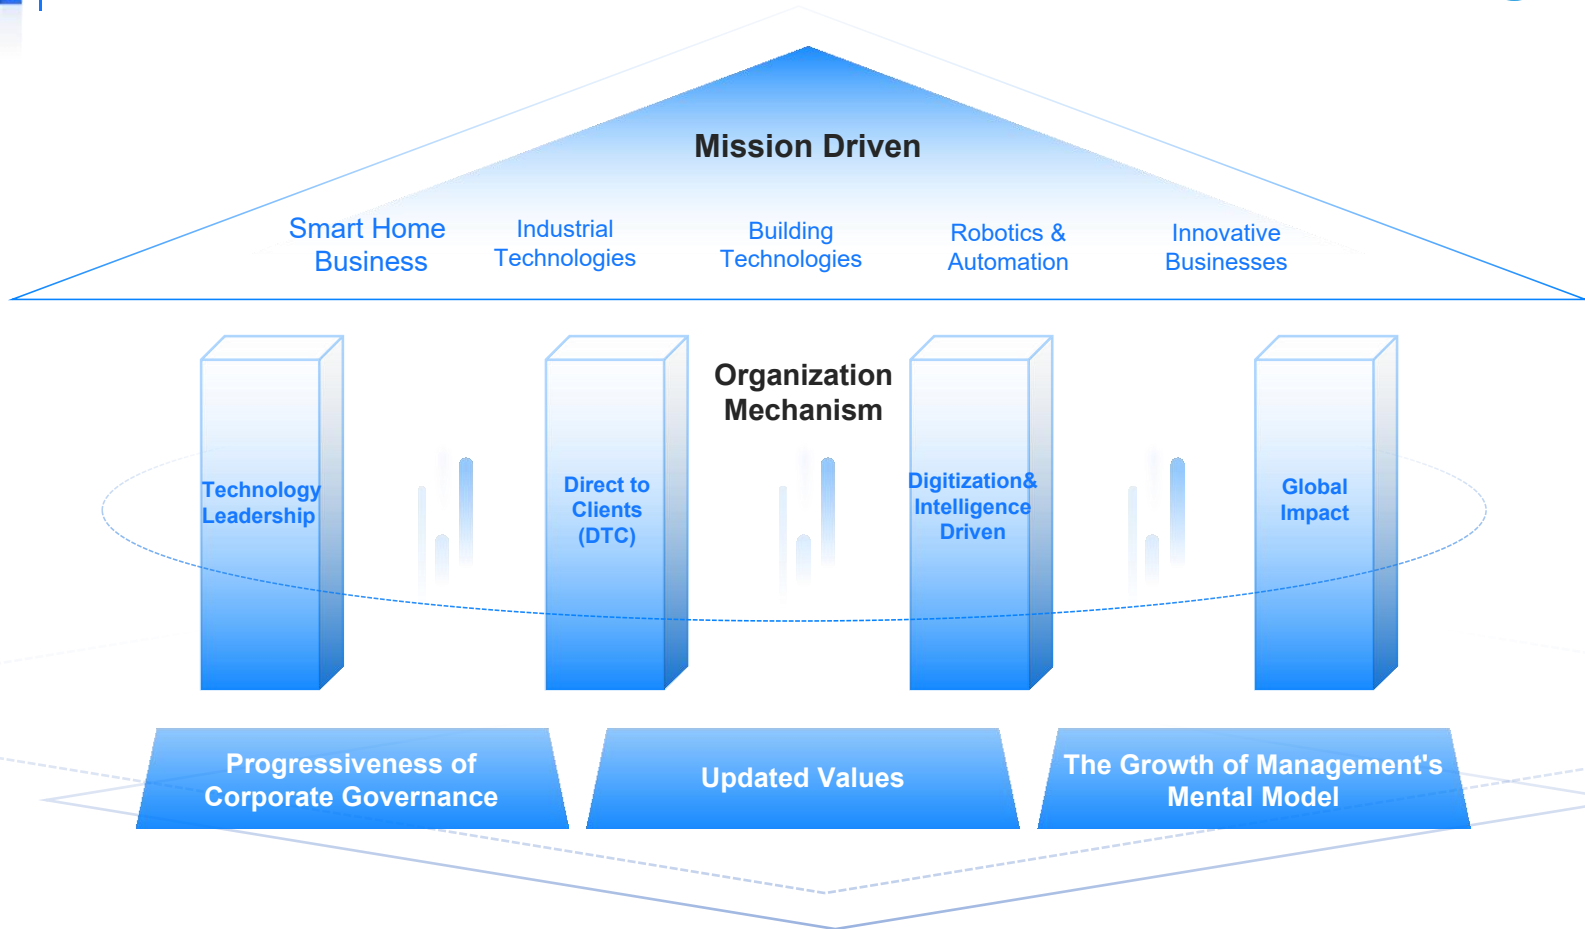 Mission Driven
Smart Home
Business
Industrial
Technologies
Building
Technologies
Robotics &
Automation
Innovative
Businesses
Organization
Mechanism
Technology
Leadership
Direct to
Clients
(DTC)
Digitization&
Intelligence
Driven
Global
Impact
Progressiveness of
Corporate Governance
Updated Values
The Growth of Management's
Mental Model